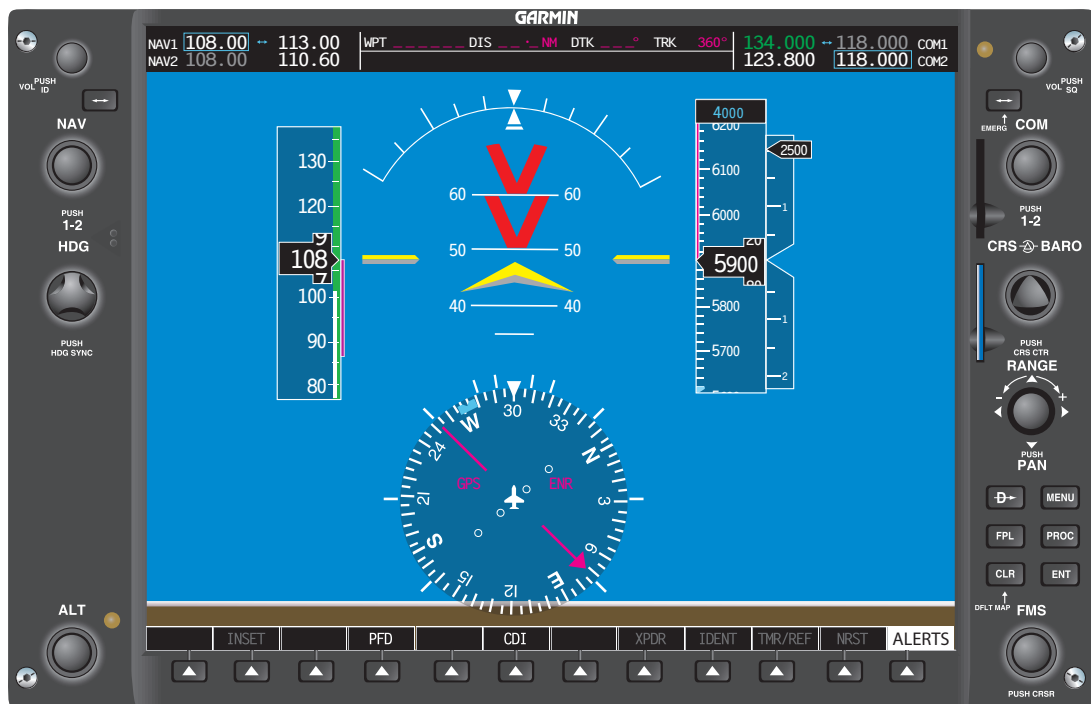 GARMIN
NAV1 108.00 ↔ 113.00 WPT _ _ _ _ _ _ DIS _ _ . _ NM DTK _ _ _° TRK 360° 134.000 ↔ 118.000 COM1
NAV2 108.00 110.60 123.800 118.000 COM2
VOL PUSH ID
VOL PUSH SQ
EMERG
NAV
COM
PUSH
1-2
PUSH
1-2
HDG
CRS BARO
PUSH
HDG SYNC
PUSH
CRS CTR
RANGE
- +
PUSH
PAN
D MENU
FPL PROC
CLR ENT
DFLT MAP
FMS
PUSH CRSR
ALT
130
120
9
108
7
100
90
80
60 60
50 50
40 40
4000
6200
6100
6000
20
5900
80
5800
5700
2500
1
1
2
30
33
N
3
6
E
12
15
S
21
24
W
GPS ENR
INSET PFD CDI XPDR IDENT TMR/REF NRST ALERTS